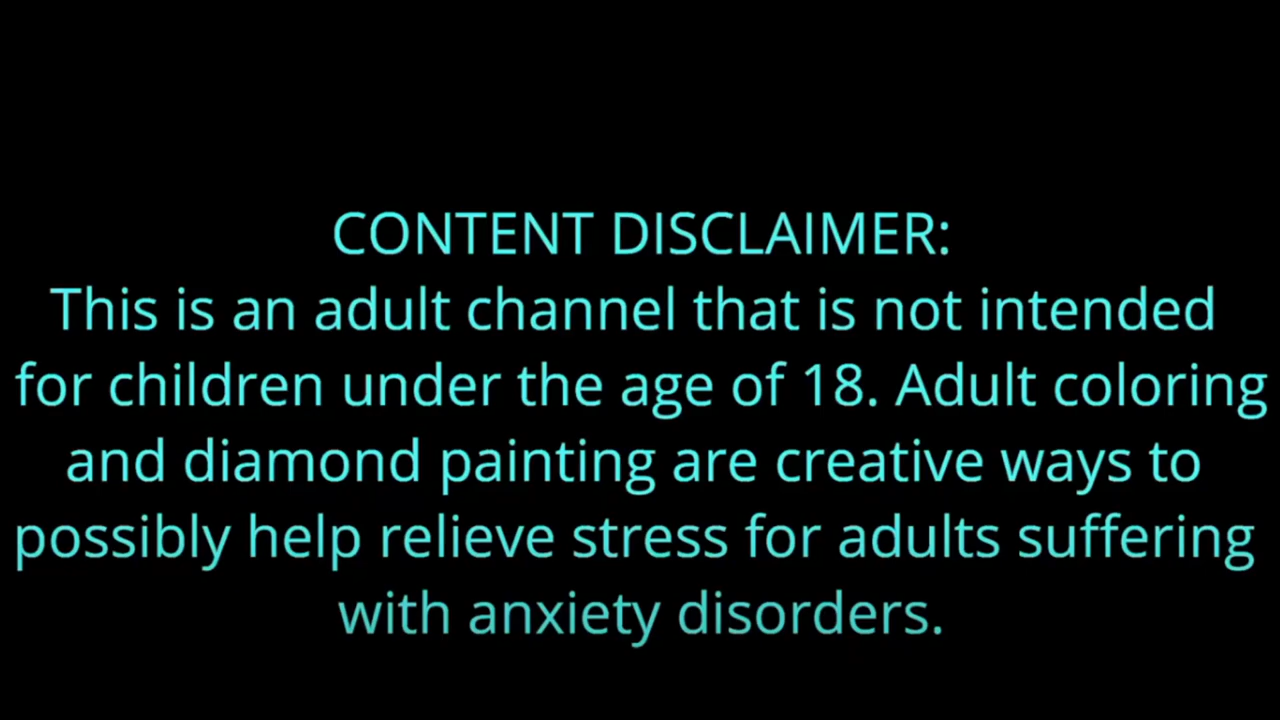 CONTENT DISCLAIMER:
This is an adult channel that is not intended
for children under the age of 18. Adult coloring
and diamond painting are creative ways to
possibly help relieve stress for adults suffering
with anxiety disorders.